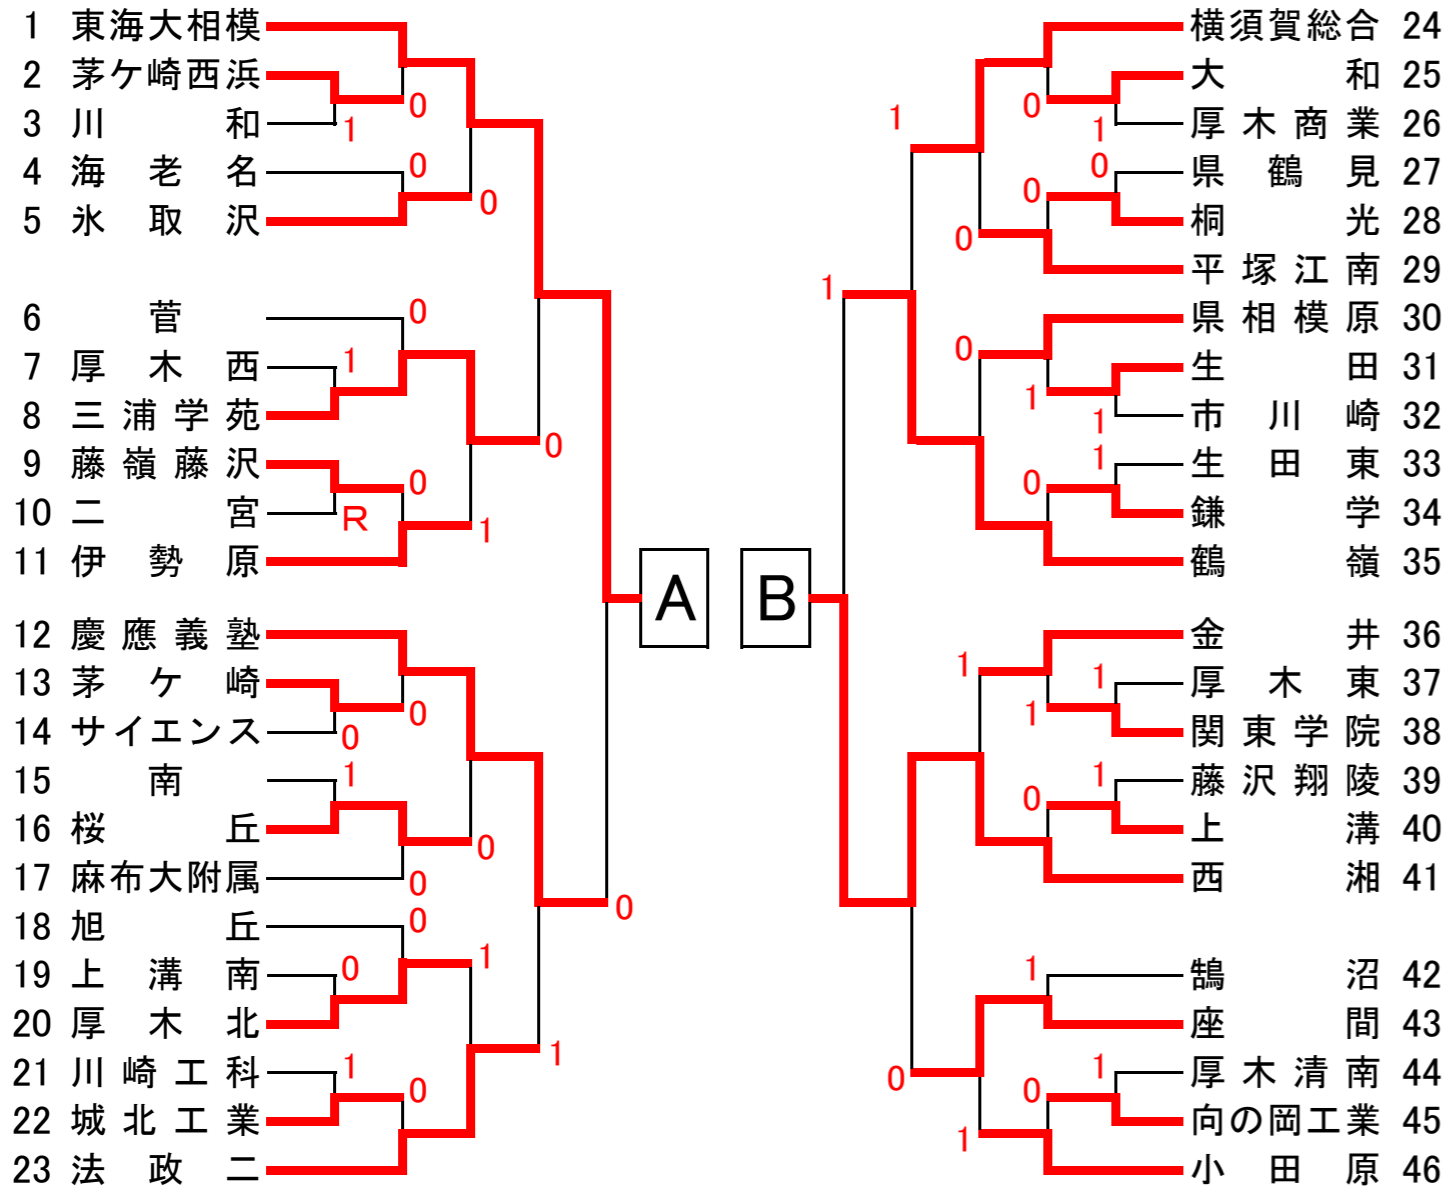 1 東海大相模
2 茅ケ崎西浜
0
3 川和
1
4 海老名
0
5 氷取沢
0
6 菅
0
7 厚木西
1
8 三浦学苑
9 藤嶺藤沢
0
10 二宮
R
11 伊勢原
1
0
12 慶應義塾
13 茅ケ崎
0
14 サイエンス
0
15 南
1
16 桜丘
0
17 麻布大附属
0
18 旭丘
0
19 上溝南
0
1
20 厚木北
21 川崎工科
1
22 城北工業
0
23 法政二
1
0
A
B
横須賀総合 24
大和 25
0
厚木商業 26
1
1
県鶴見 27
0
桐光 28
0
平塚江南 29
0
1
県相模原 30
0
生田 31
1
市川崎 32
1
生田東 33
1
鎌学 34
0
鶴嶺 35
金井 36
1
厚木東 37
1
関東学院 38
1
藤沢翔陵 39
1
上溝 40
0
西湘 41
鵠沼 42
1
座間 43
厚木清南 44
1
0
向の岡工業 45
0
小田原 46
1